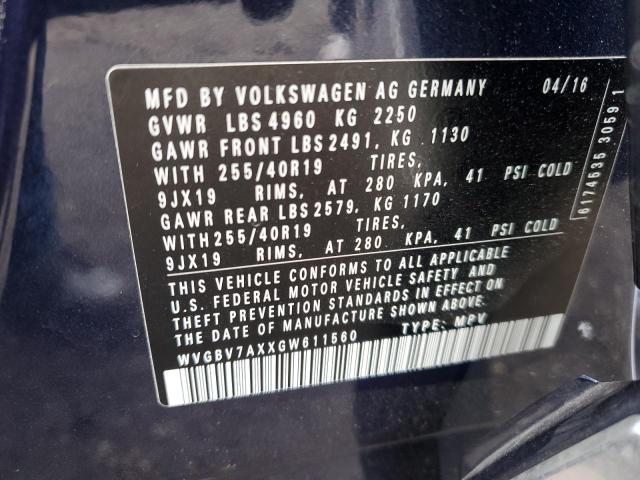 MFD BY VOLKSWAGEN AG GERMANY 04/16
GVWR LBS 4960 KG 2250
GAWR FRONT LBS 2491, KG 1130
WITH 255/40R19 TIRES,
9JX19 RIMS, AT 280 KPA, 41 PSI COLD
GAWR REAR LBS 2579, KG 1170
WITH 255/40R19 TIRES,
9JX19 RIMS, AT 280 KPA, 41 PSI COLD
THIS VEHICLE CONFORMS TO ALL APPLICABLE
U.S. FEDERAL MOTOR VEHICLE SAFETY AND
THEFT PREVENTION STANDARDS IN EFFECT ON
THE DATE OF MANUFACTURE SHOWN ABOVE.
WVGBV7AXXGW611560 TYPE: MPV
6174535 3059 1